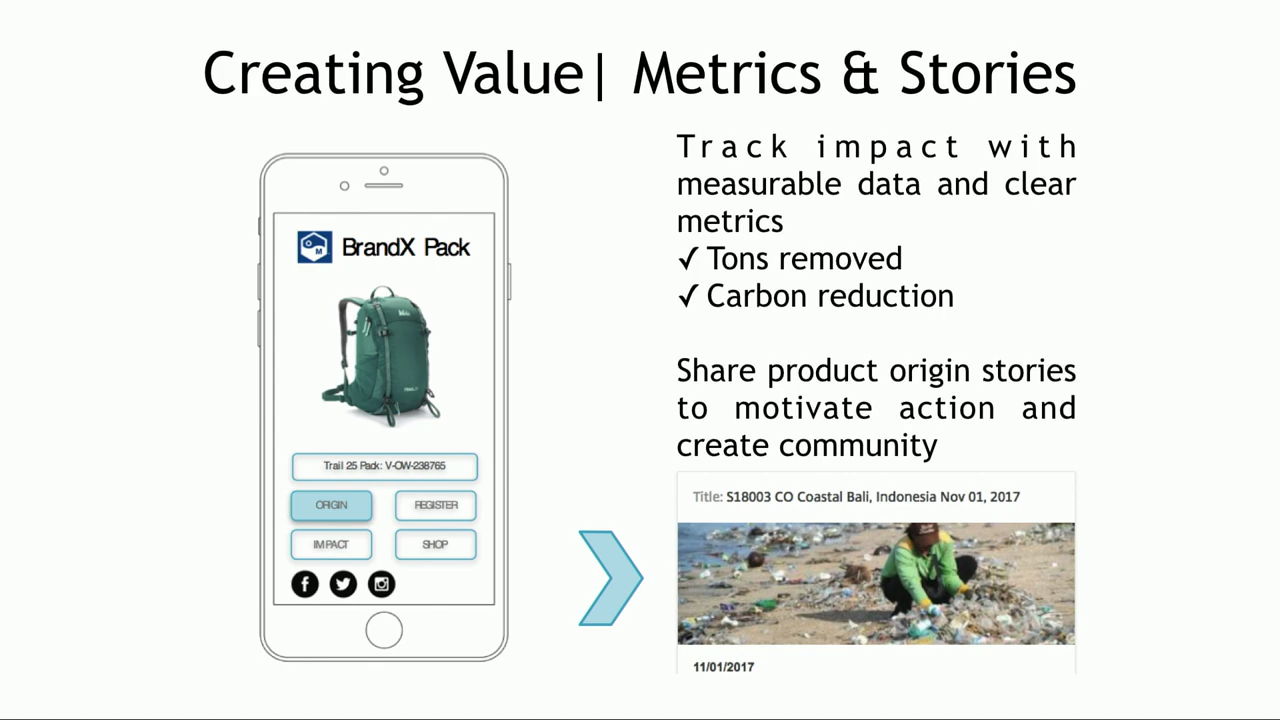 Creating Value| Metrics & Stories
BrandX Pack
Trail 25 Pack: V-OW-238765
ORIGIN
REGISTER
IMPACT
SHOP
Track impact with
measurable data and clear
metrics
✓ Tons removed
✓ Carbon reduction
Share product origin stories
to motivate action and
create community
Title: S18003 CO Coastal Bali, Indonesia Nov 01, 2017
11/01/2017